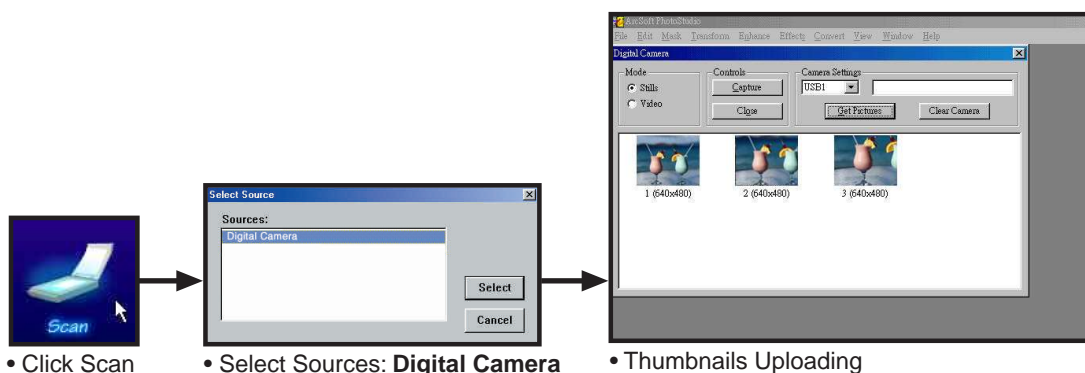 Scan
• Click Scan
Select Source
Sources:
Digital Camera
Select
Cancel
• Select Sources: Digital Camera
ArcSoft PhotoStudio
File Edit Mask Transform Enhance Effects Convert View Window Help
Digital Camera
Mode
Stills
Video
Controls
Capture
Close
Camera Settings
USB1
Get Pictures
Clear Camera
1 (640x480)
2 (640x480)
3 (640x480)
• Thumbnails Uploading